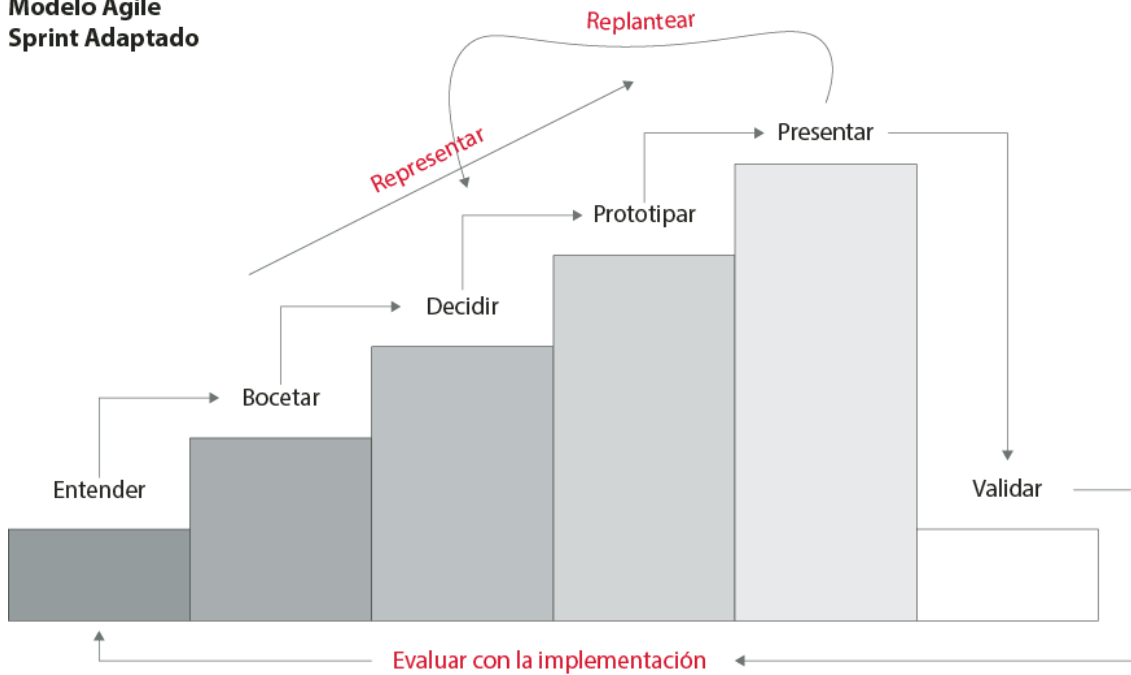 Modelo Agile
Sprint Adaptado
Replantear
Representar
Presentar
Prototipar
Decidir
Bocetar
Entender
Validar
Evaluar con la implementación